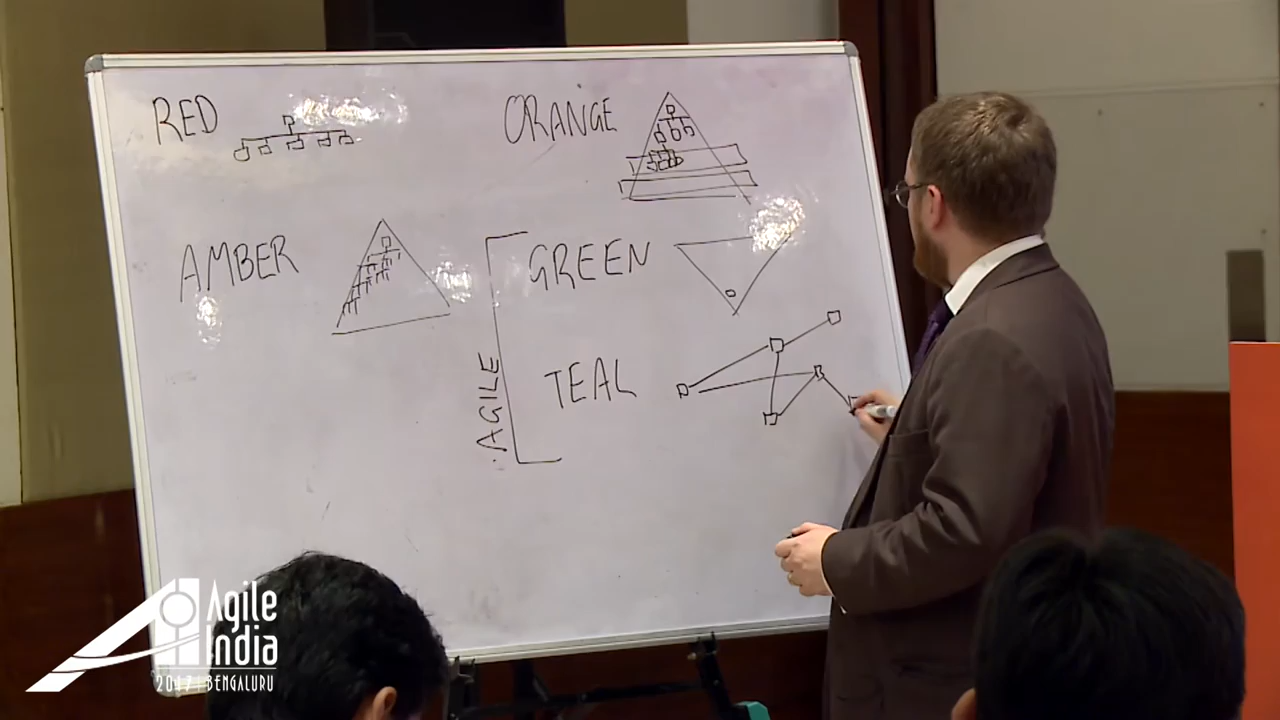 RED
ORANGE
AMBER
GREEN
AGILE
TEAL
Agile
India
2017 | BENGALURU